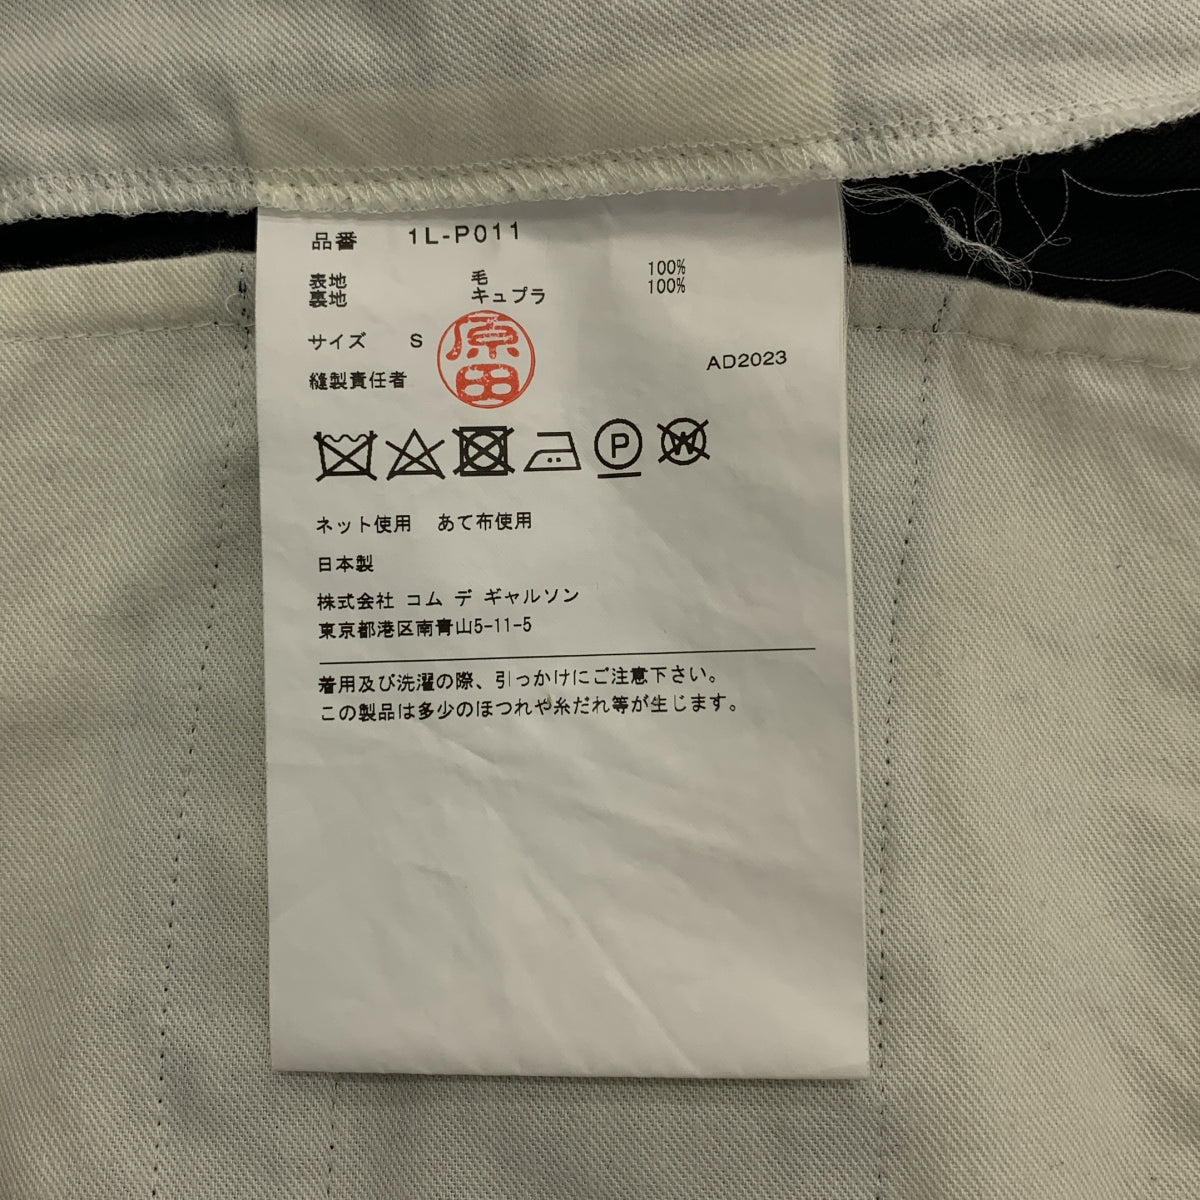 品番 1L-P011
表地 毛 100%
裏地 キュプラ 100%
サイズ S
原田
縫製責任者
AD2023
P W
ネット使用 あて布使用
日本製
株式会社 コム デ ギャルソン
東京都港区南青山5-11-5
着用及び洗濯の際、引っかけにご注意下さい。
この製品は多少のほつれや糸だれ等が生じます。